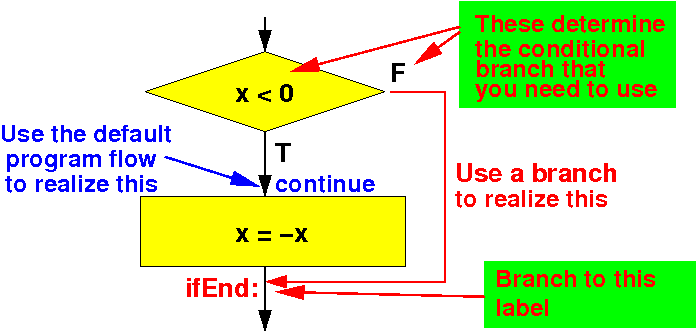 These determine
the conditional
branch that
you need to use
F
x < 0
Use the default
program flow
to realize this
T
continue
Use a branch
to realize this
x = −x
ifEnd:
Branch to this
label